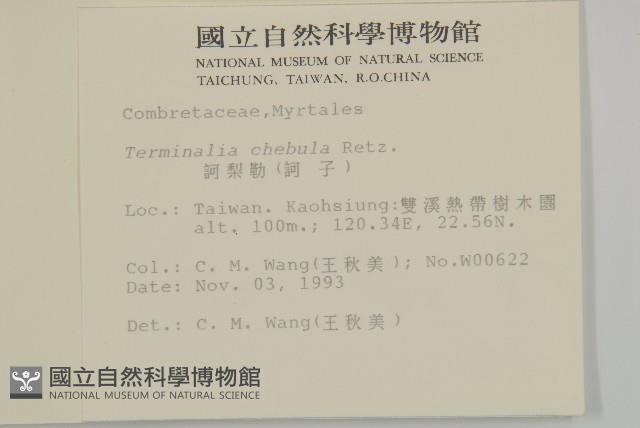 國立自然科學博物館
NATIONAL MUSEUM OF NATURAL SCIENCE
TAICHUNG, TAIWAN, R.O.CHINA
Combretaceae,Myrtales
Terminalia chebula Retz.
訶梨勒(訶 子)
Loc.: Taiwan. Kaohsiung:雙溪熱帶樹木園
alt. 100m.; 120.34E, 22.56N.
Col.: C. M. Wang(王秋美); No.W00622
Date: Nov. 03, 1993
Det.: C. M. Wang(王秋美)
國立自然科學博物館
NATIONAL MUSEUM OF NATURAL SCIENCE